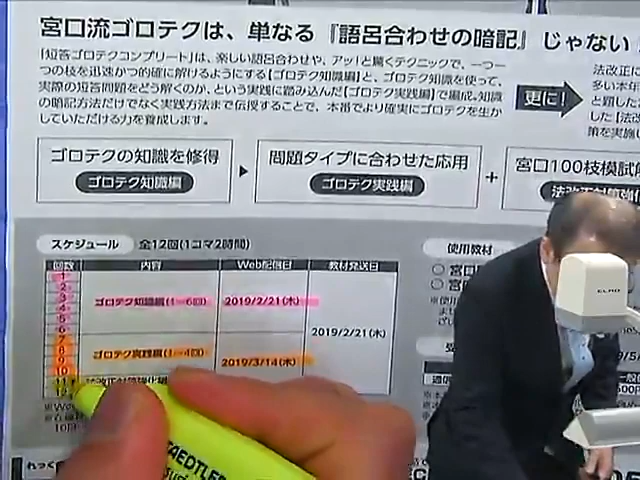 宮口流ゴロテクは、単なる『語呂合わせの暗記』じゃない
「短答ゴロテクコンプリート」は、楽しい語呂合わせや、アッ!と驚くテクニックで、一つ一
つの枝を迅速かつ的確に解けるようにする【ゴロテク知識編】と、ゴロテク知識を使って、
実際の短答問題をどう解くのか、という実践に踏み込んだ【ゴロテク実践編】で編成。知識
の暗記方法だけでなく実践方法まで伝授することで、本番でより確実にゴロテクを生か
していただける力を養成します。
更に!
法改正
多い本年
と題した
した【法改
策を実施
ゴロテクの知識を修得
ゴロテク知識編
問題タイプに合わせた応用
ゴロテク実践編
+
宮口100枝模試
スケジュール 全12回(1コマ2時間)
回数 内容 Web配信日 教材発送日
1
2
3 ゴロテク知識編(1~6回) 2019/2/21(木)
4
5
6 2019/2/21(木)
7
8 ゴロテク実践編(1~4回)
9 2019/3/14(木)
10
11
12
使用教材
○ 宮口
○ 宮
※使用
ELMO
STAEDTLER